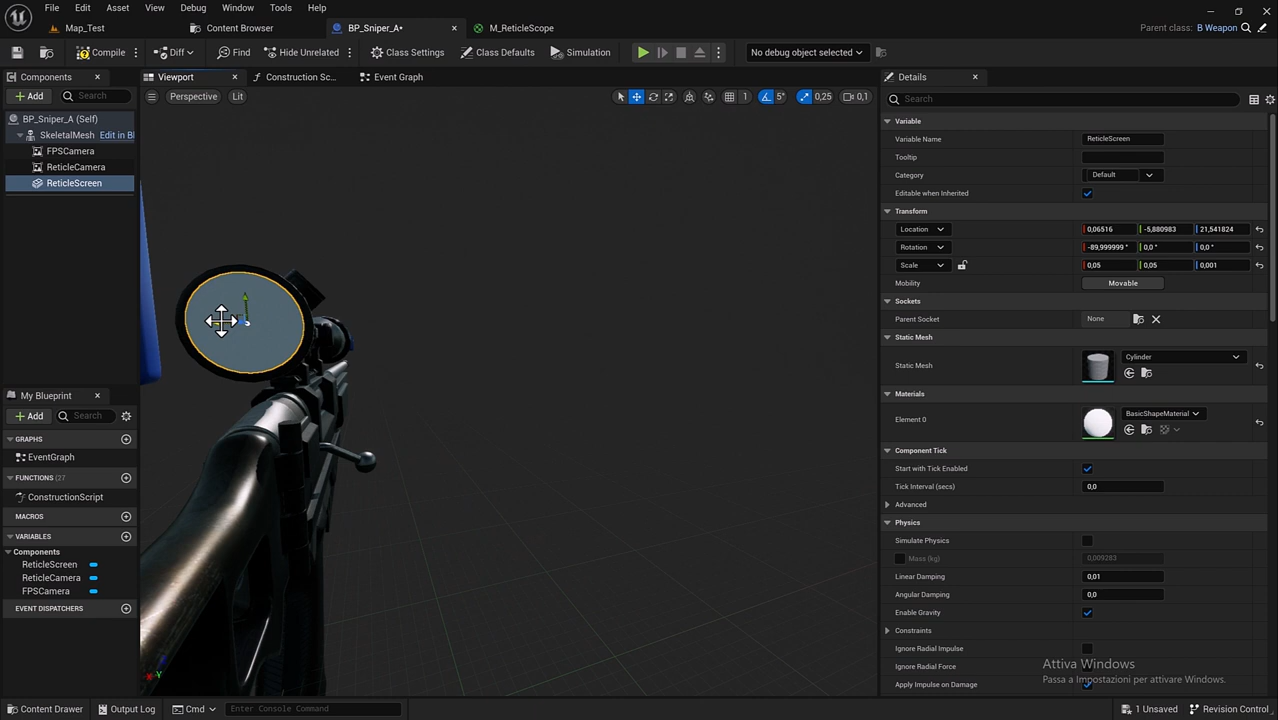 File Edit Asset View Debug Window Tools Help
Map_Test Content Browser BP_Sniper_A• M_ReticleScope Parent class: B Weapon
Compile Diff Find Hide Unrelated Class Settings Class Defaults Simulation No debug object selected
Components Viewport Construction Sc... Event Graph Details
Add Search Perspective Lit 1 5° 0,25 0,1 Search
BP_Sniper_A (Self)
SkeletalMesh Edit in Bl
FPSCamera
ReticleCamera
ReticleScreen
My Blueprint
Add Search
GRAPHS
EventGraph
FUNCTIONS (27
ConstructionScript
MACROS
VARIABLES
Components
ReticleScreen
ReticleCamera
FPSCamera
EVENT DISPATCHERS
Variable
Variable Name ReticleScreen
Tooltip
Category Default
Editable when Inherited
Transform
Location 0,06516 -5,880983 21,541824
Rotation -89,999999 ° 0,0 ° 0,0 °
Scale 0,05 0,05 0,001
Mobility Movable
Sockets
Parent Socket None
Static Mesh
Static Mesh Cylinder
Materials
Element 0 BasicShapeMaterial
Component Tick
Start with Tick Enabled
Tick Interval (secs) 0,0
Advanced
Physics
Simulate Physics
Mass (kg) 0,009283
Linear Damping 0,01
Angular Damping 0,0
Enable Gravity
Constraints
Ignore Radial Impulse
Ignore Radial Force
Apply Impulse on Damage
Attiva Windows
Passa a Impostazioni per attivare Windows.
X Y
Content Drawer Output Log Cmd Enter Console Command 1 Unsaved Revision Control